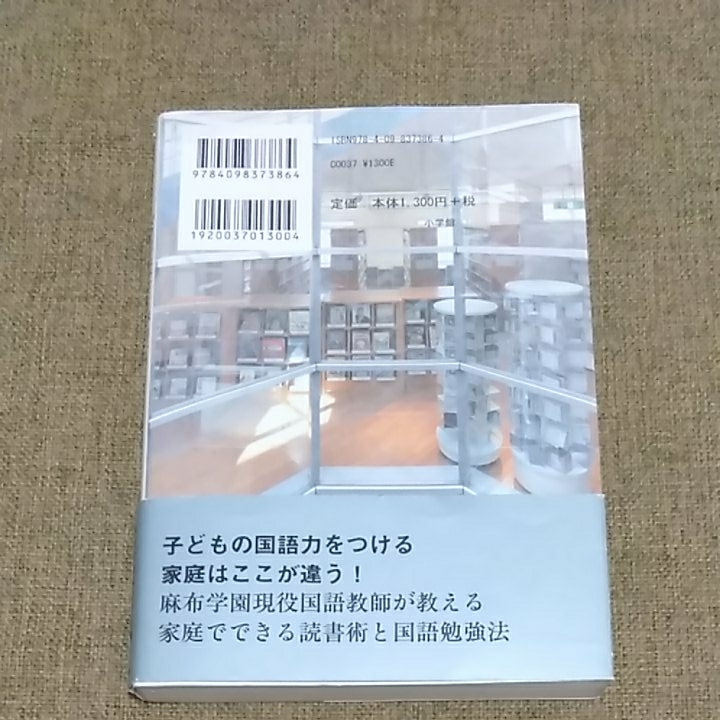 9784098373864
1920037013004
ISBN978-4-09-837386-4
C0037 ¥1300E
定価 本体1,300円+税
小学館
子どもの国語力をつける
家庭はここが違う!
麻布学園現役国語教師が教える
家庭でできる読書術と国語勉強法